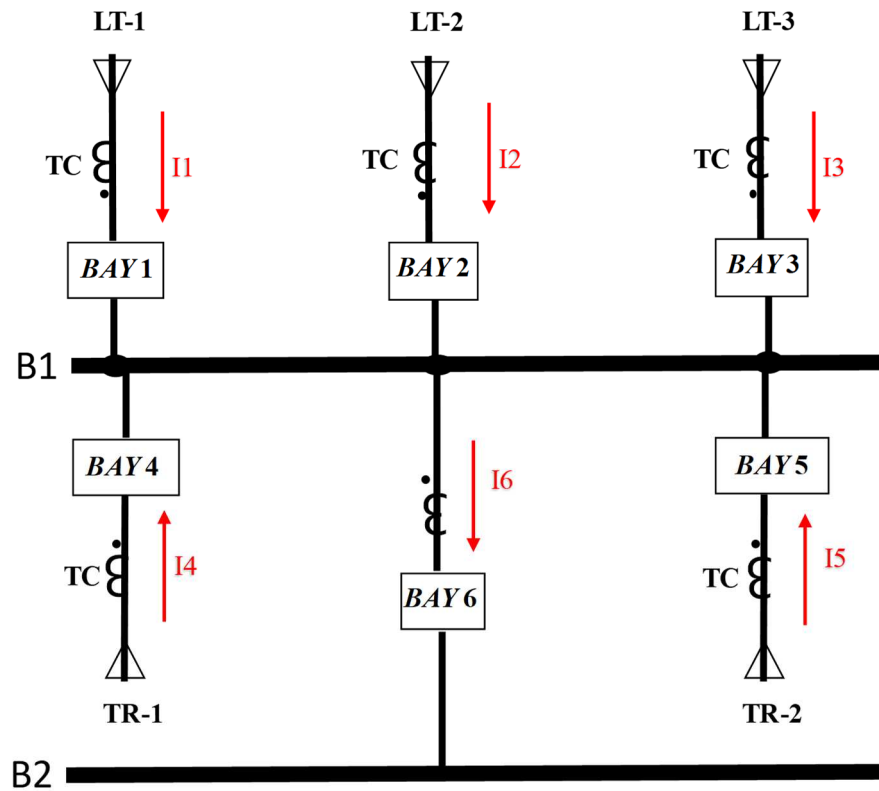 LT-1
LT-2
LT-3
TC
I1
TC
I2
TC
I3
BAY 1
BAY 2
BAY 3
B1
BAY 4
BAY 5
I6
I4
TC
I5
TC
BAY 6
TR-1
TR-2
B2